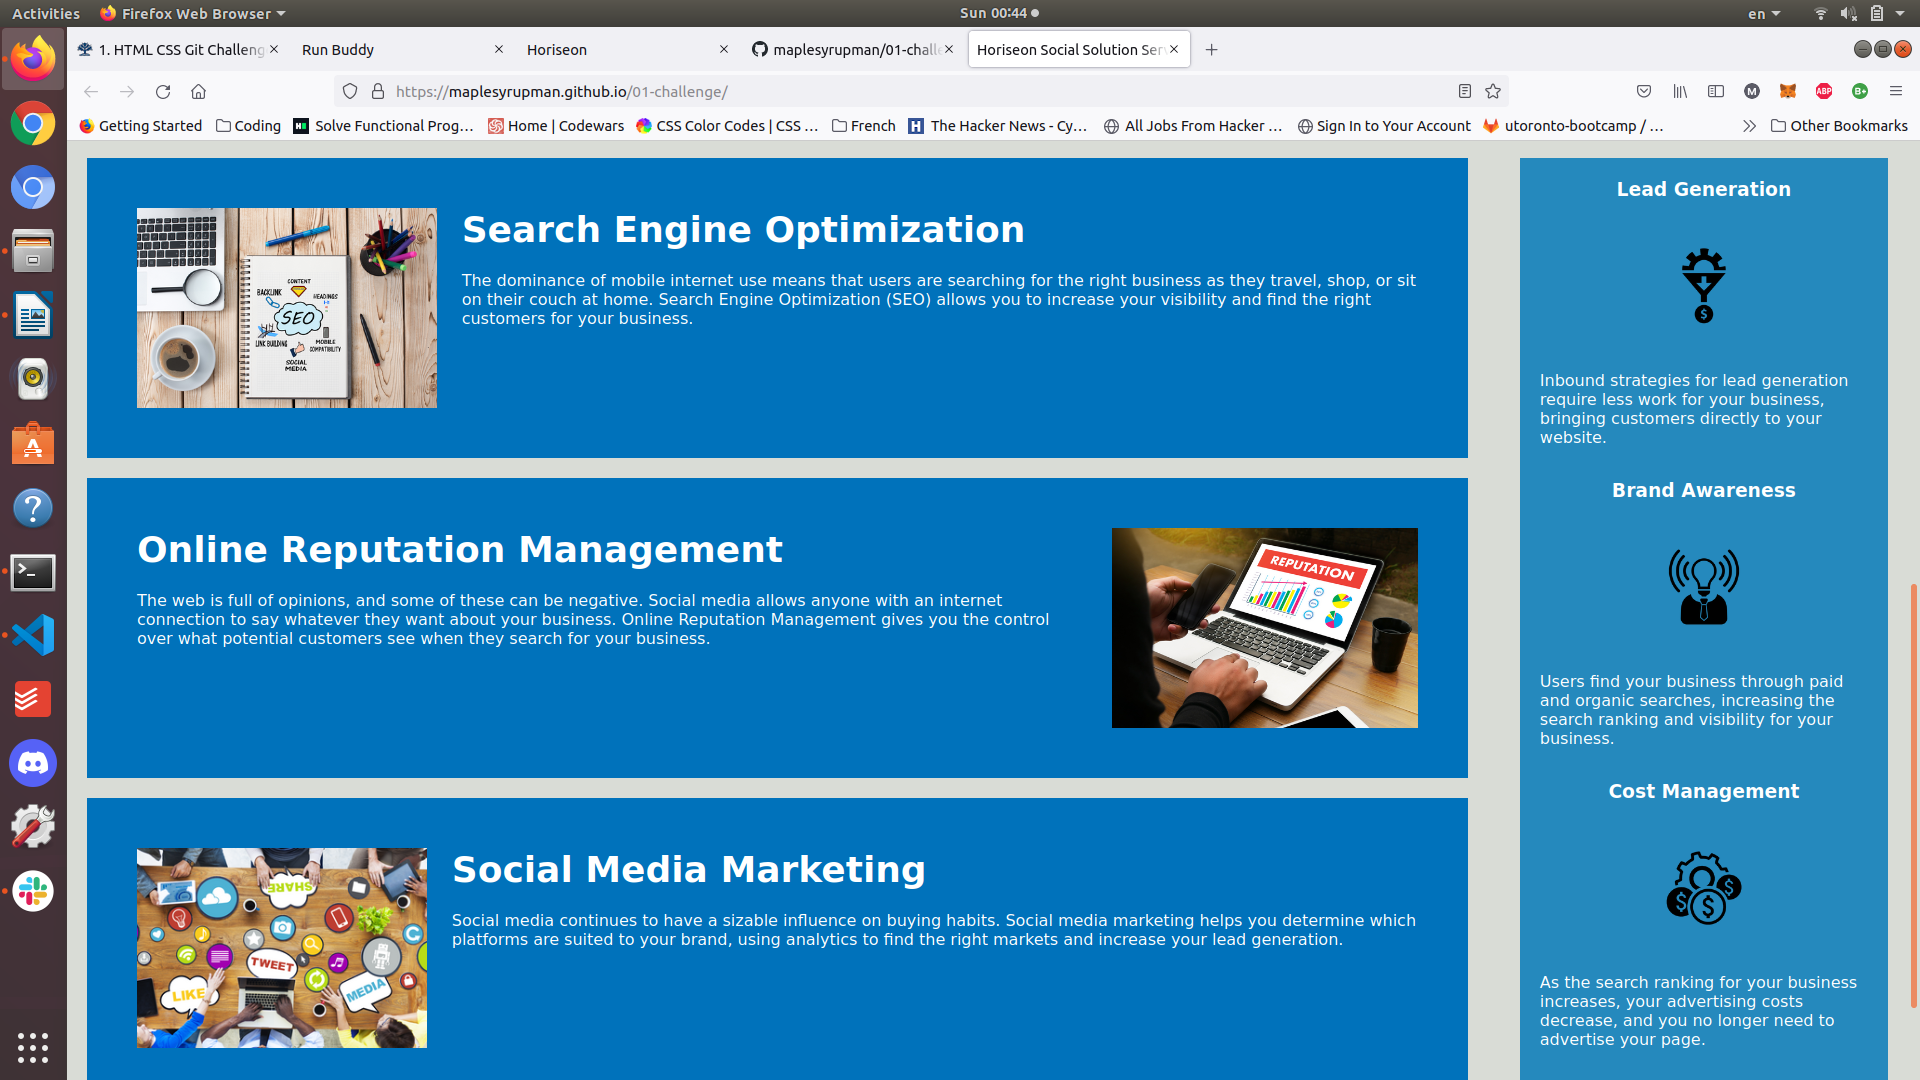 Activities
Firefox Web Browser
Sun 00:44
en
1. HTML CSS Git Challeng
Run Buddy
Horiseon
maplesyrupman/01-challe
Horiseon Social Solution Ser
https://maplesyrupman.github.io/01-challenge/
Getting Started
Coding
Solve Functional Prog…
Home | Codewars
CSS Color Codes | CSS …
French
The Hacker News - Cy…
All Jobs From Hacker …
Sign In to Your Account
utoronto-bootcamp / …
Other Bookmarks
Search Engine Optimization
The dominance of mobile internet use means that users are searching for the right business as they travel, shop, or sit
on their couch at home. Search Engine Optimization (SEO) allows you to increase your visibility and find the right
customers for your business.
CONTENT
BACKLINK
HEADINGS
SEO
LINK BUILDING
MOBILE
COMPATIBILITY
SOCIAL
MEDIA
Online Reputation Management
The web is full of opinions, and some of these can be negative. Social media allows anyone with an internet
connection to say whatever they want about your business. Online Reputation Management gives you the control
over what potential customers see when they search for your business.
REPUTATION
Social Media Marketing
Social media continues to have a sizable influence on buying habits. Social media marketing helps you determine which
platforms are suited to your brand, using analytics to find the right markets and increase your lead generation.
SHARE
TWEET
LIKE
MEDIA
Lead Generation
Inbound strategies for lead generation
require less work for your business,
bringing customers directly to your
website.
Brand Awareness
Users find your business through paid
and organic searches, increasing the
search ranking and visibility for your
business.
Cost Management
As the search ranking for your business
increases, your advertising costs
decrease, and you no longer need to
advertise your page.